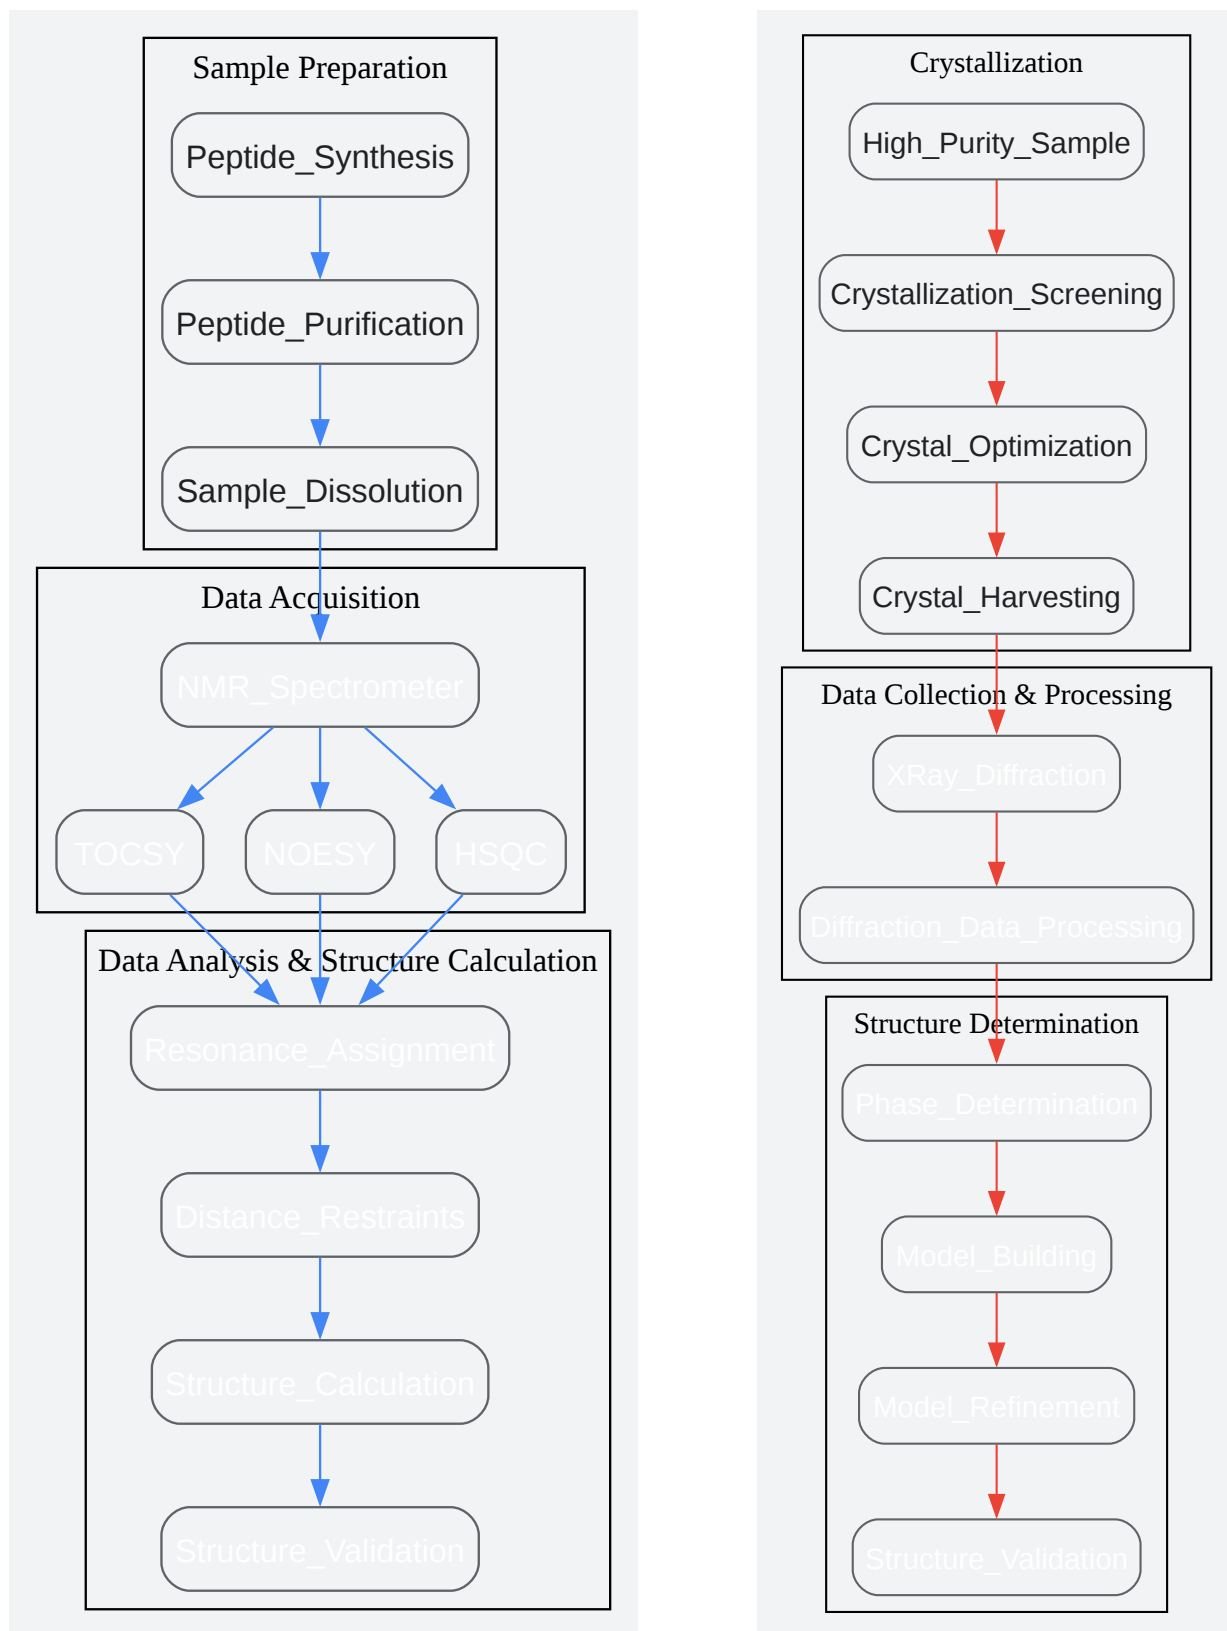 Sample Preparation
Peptide_Synthesis
Peptide_Purification
Sample_Dissolution
Data Acquisition
NMR_Spectrometer
TOCSY
NOESY
HSQC
Data Analysis & Structure Calculation
Resonance_Assignment
Distance_Restraints
Structure_Calculation
Structure_Validation
Crystallization
High_Purity_Sample
Crystallization_Screening
Crystal_Optimization
Crystal_Harvesting
Data Collection & Processing
XRay_Diffraction
Diffraction_Data_Processing
Structure Determination
Phase_Determination
Model_Building
Model_Refinement
Structure_Validation